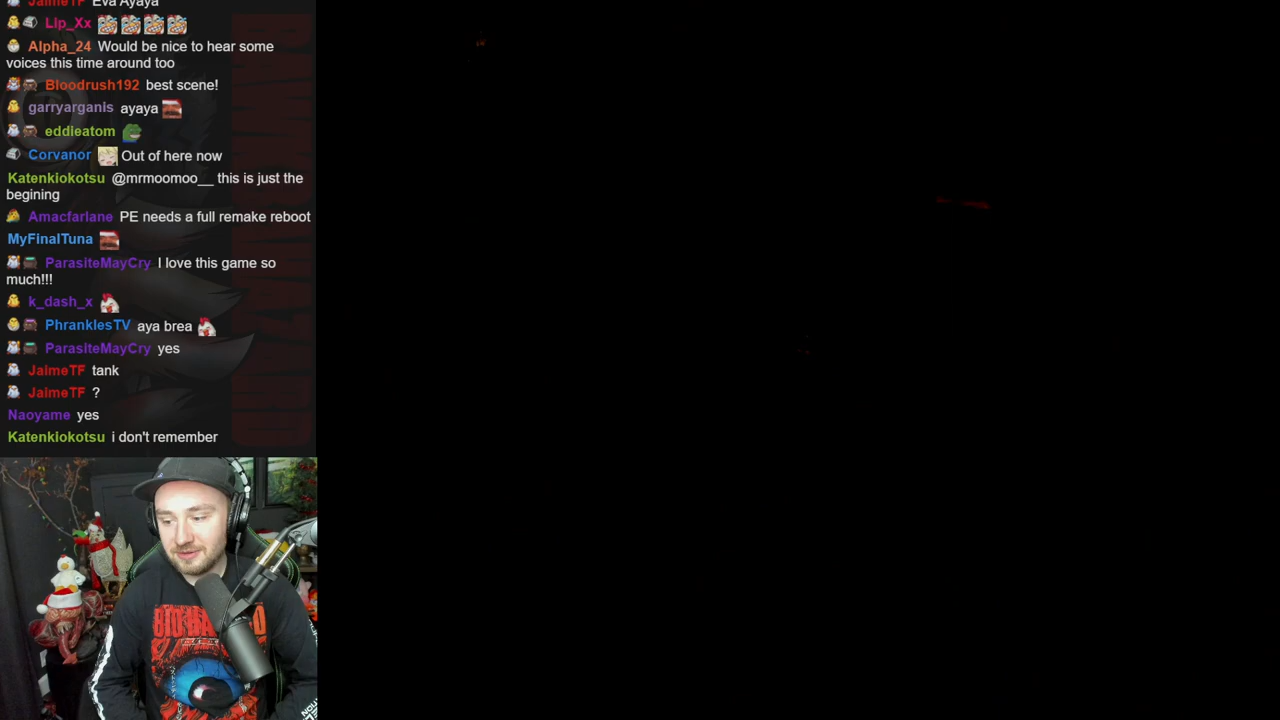 JaimeTF Eva Ayaya
Lip_Xx
Alpha_24 Would be nice to hear some
voices this time around too
Bloodrush192 best scene!
garryarganis ayaya
eddieatom
Corvanor Out of here now
Katenkiokotsu @mrmoomoo__ this is just the
begining
Amacfarlane PE needs a full remake reboot
MyFinalTuna
ParasiteMayCry I love this game so
much!!!
k_dash_x
PhranklesTV aya brea
ParasiteMayCry yes
JaimeTF tank
JaimeTF ?
Naoyame yes
Katenkiokotsu i don't remember